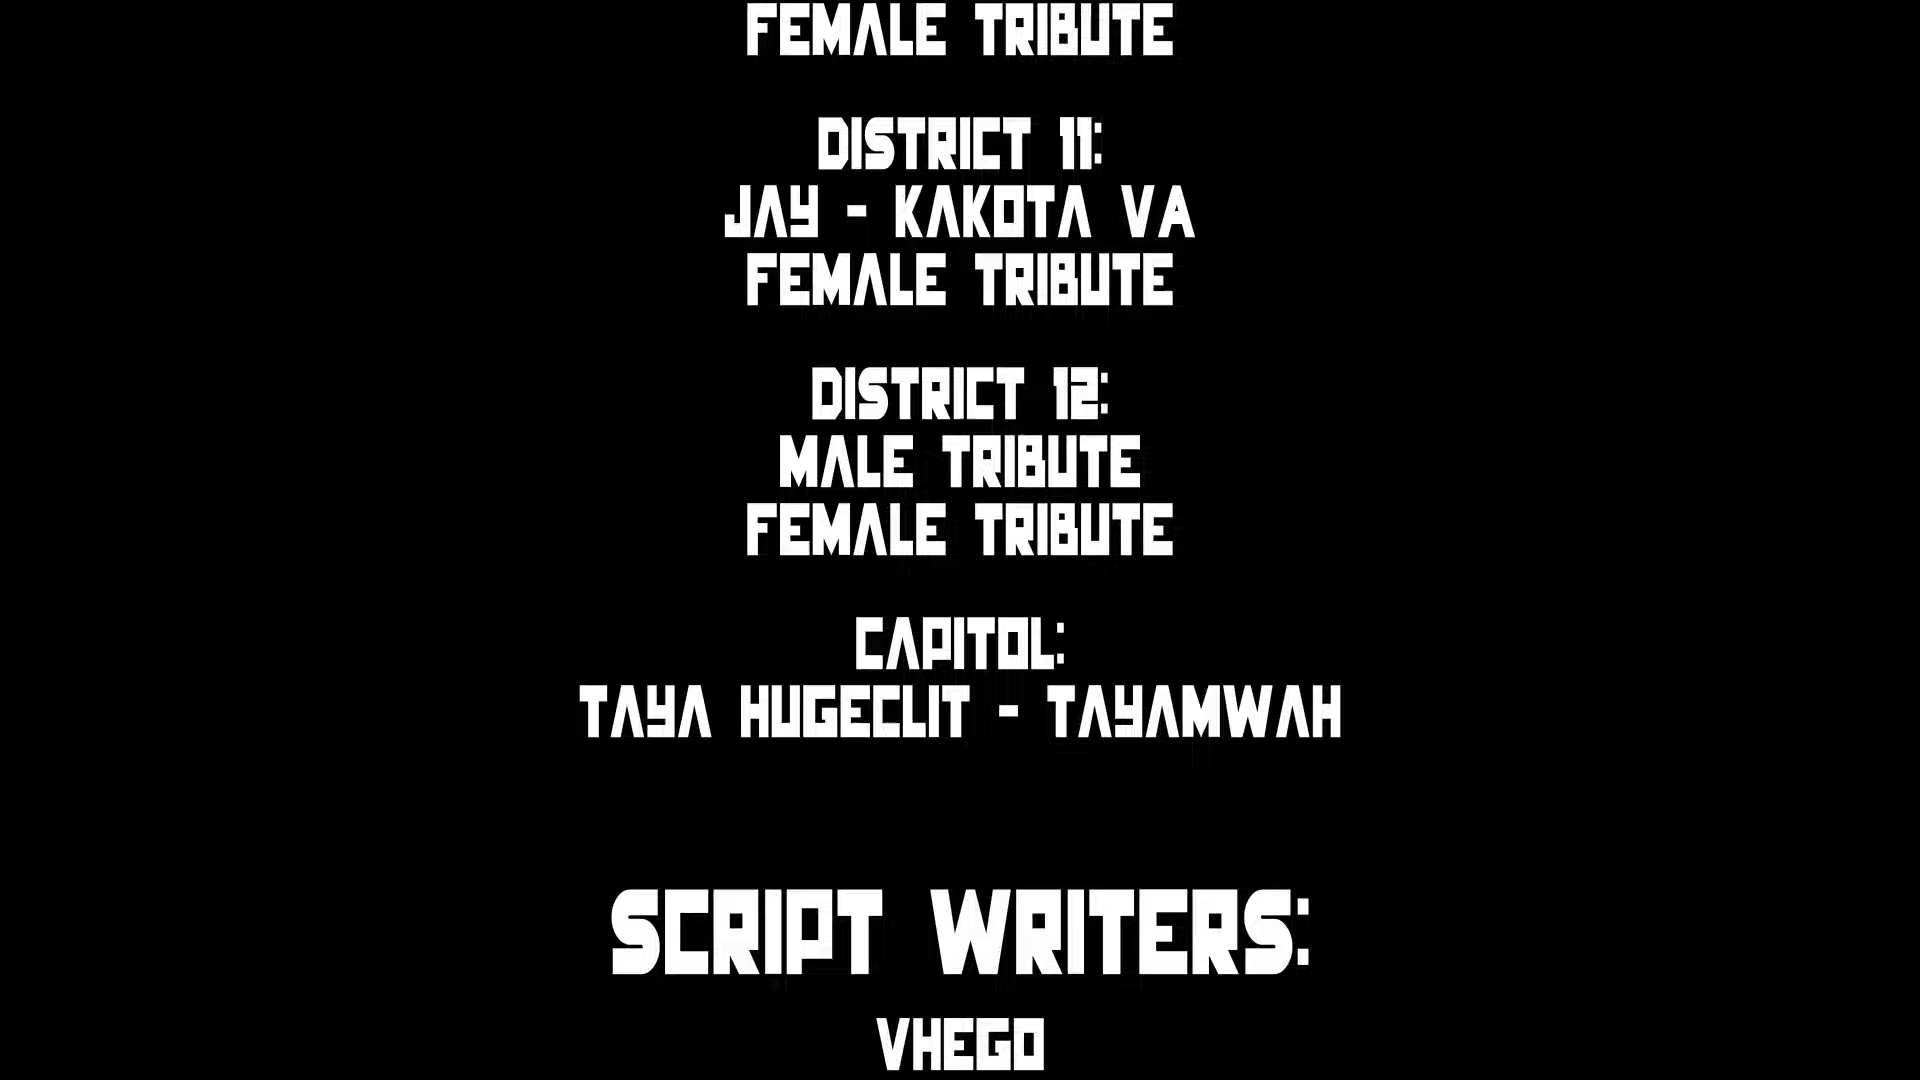 FEMALE TRIBUTE
DISTRICT 11:
JAY - KAKOTA VA
FEMALE TRIBUTE
DISTRICT 12:
MALE TRIBUTE
FEMALE TRIBUTE
CAPITOL:
TAYA HUGECLIT - TAYAMWAH
SCRIPT WRITERS:
VHEGO